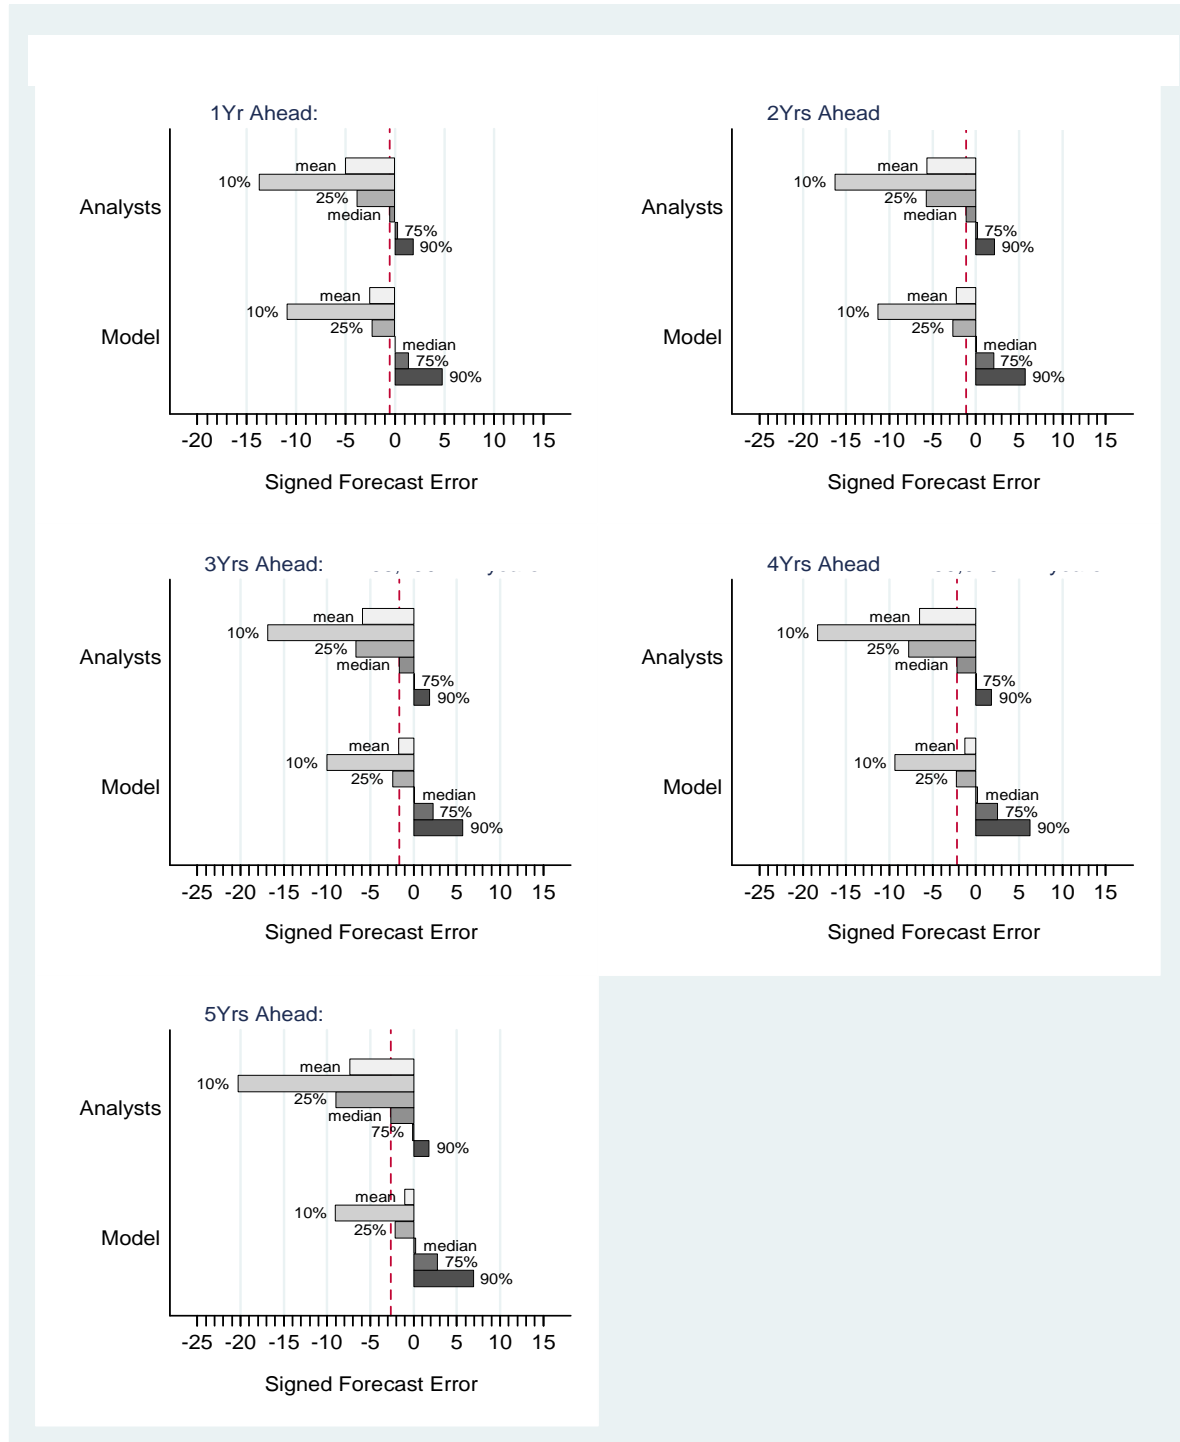 1Yr Ahead:
mean
10%
25%
Analysts
median
75%
90%
mean
10%
25%
Model
median
75%
90%
-20 -15 -10 -5 0 5 10 15
Signed Forecast Error
2Yrs Ahead
mean
10%
25%
Analysts
median
75%
90%
mean
10%
25%
Model
median
75%
90%
-25 -20 -15 -10 -5 0 5 10 15
Signed Forecast Error
3Yrs Ahead:
mean
10%
25%
Analysts
median
75%
90%
mean
10%
25%
Model
median
75%
90%
-25 -20 -15 -10 -5 0 5 10 15
Signed Forecast Error
4Yrs Ahead
mean
10%
25%
Analysts
median
75%
90%
mean
10%
25%
Model
median
75%
90%
-25 -20 -15 -10 -5 0 5 10 15
Signed Forecast Error
5Yrs Ahead:
mean
10%
25%
Analysts
median
75%
90%
mean
10%
25%
Model
median
75%
90%
-25 -20 -15 -10 -5 0 5 10 15
Signed Forecast Error